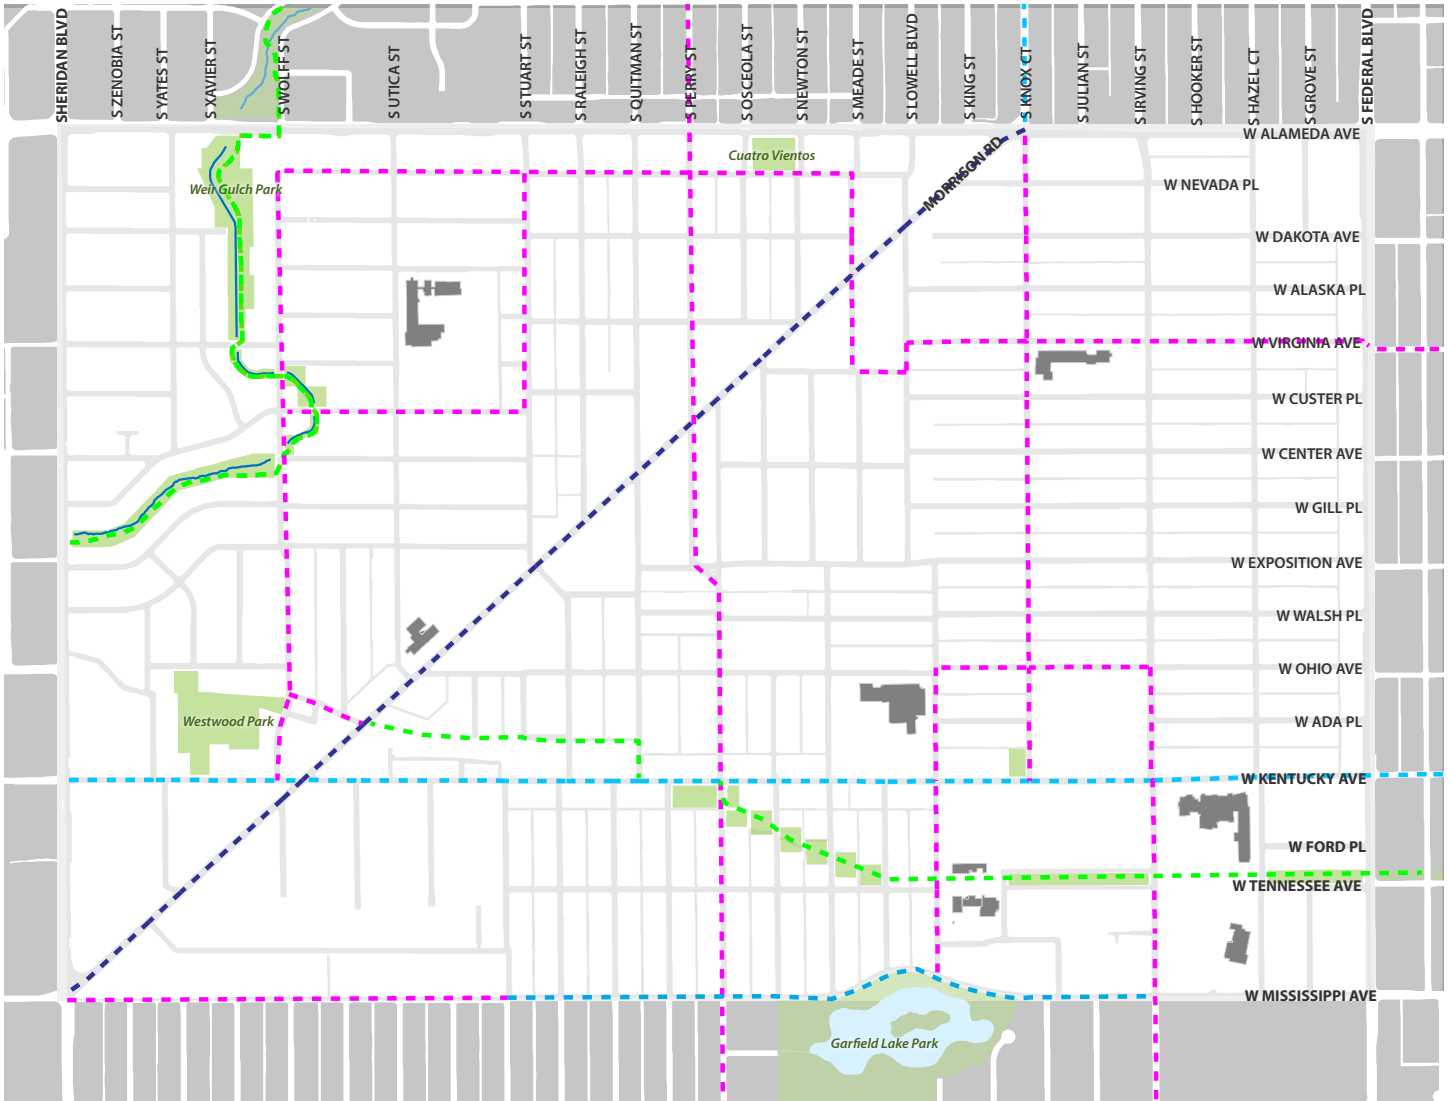 SHERIDAN BLVD
S ZENOBIA ST
S YATES ST
S XAVIER ST
S WOLFF ST
S UTICA ST
S STUART ST
S RALEIGH ST
S QUITMAN ST
S PERRY ST
S OSCEOLA ST
S NEWTON ST
S MEADE ST
S LOWELL BLVD
S KING ST
S KNOX CT
S JULIAN ST
S IRVING ST
S HOOKER ST
S HAZEL CT
S GROVE ST
S FEDERAL BLVD
W ALAMEDA AVE
Cuatro Vientos
MORRISON RD
Weir Gulch Park
W NEVADA PL
W DAKOTA AVE
W ALASKA PL
W VIRGINIA AVE
W CUSTER PL
W CENTER AVE
W GILL PL
W EXPOSITION AVE
W WALSH PL
W OHIO AVE
Westwood Park
W ADA PL
W KENTUCKY AVE
W FORD PL
W TENNESSEE AVE
W MISSISSIPPI AVE
Garfield Lake Park